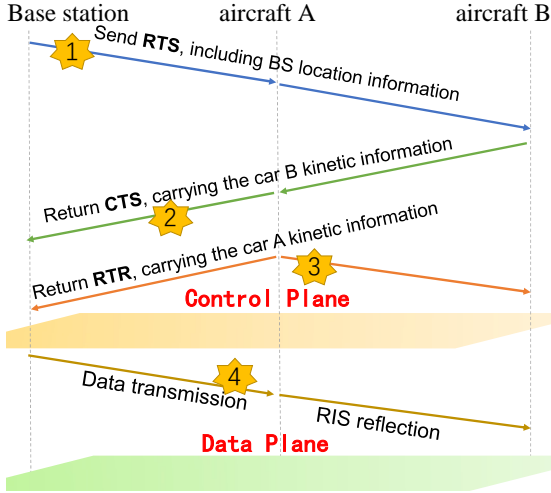 Base station aircraft A aircraft B
Send RTS, including BS location information
1
Return CTS, carrying the car B kinetic information
2
Return RTR, carrying the car A kinetic information
3
Control Plane
4
Data transmission
RIS reflection
Data Plane